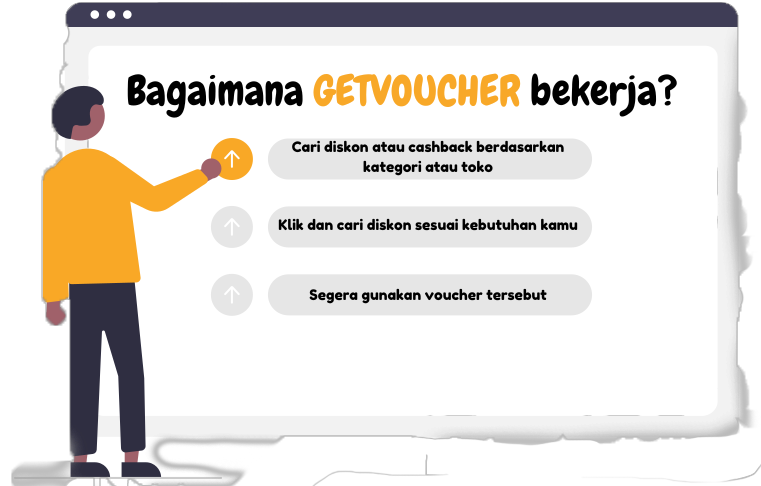 Bagaimana GETVOUCHER bekerja?
Cari diskon atau cashback berdasarkan
kategori atau toko
Klik dan cari diskon sesuai kebutuhan kamu
Segera gunakan voucher tersebut